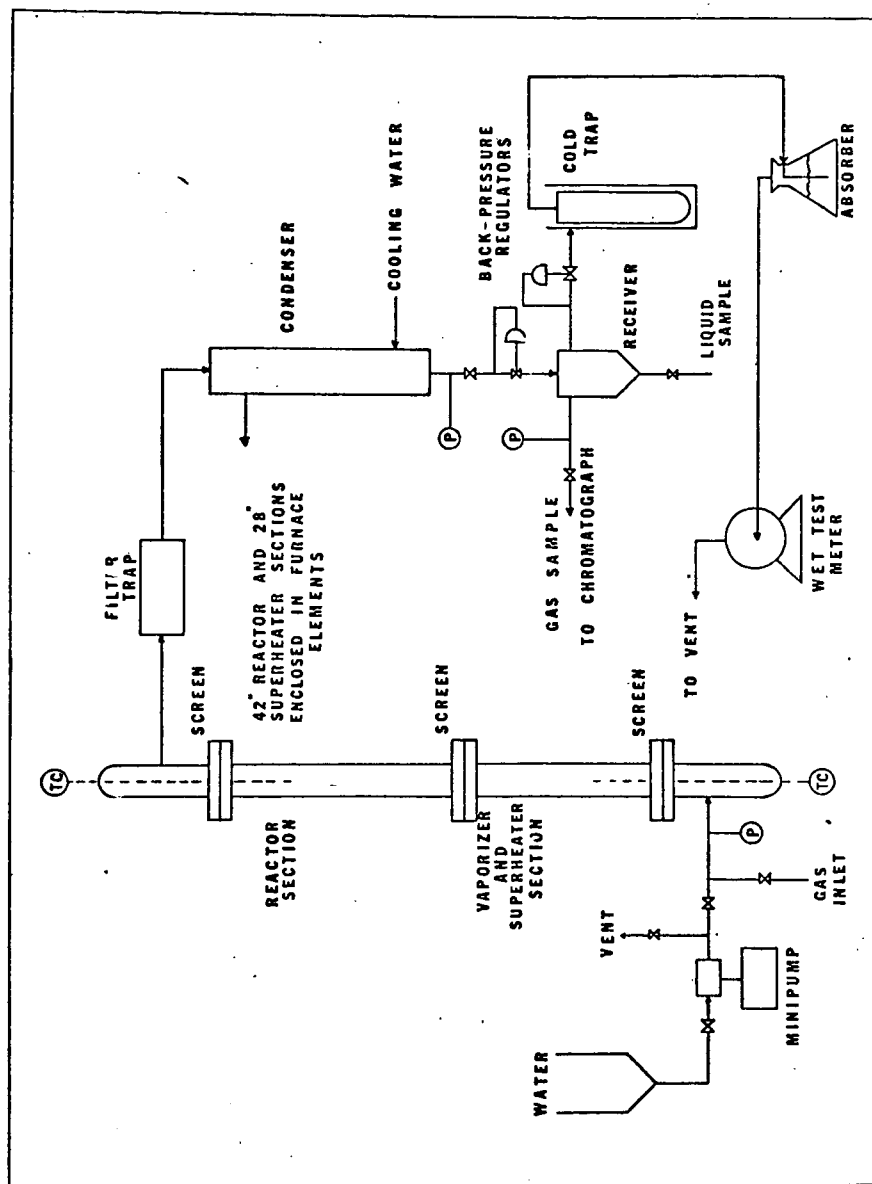 TC
FILTER
TRAP
SCREEN
REACTOR
SECTION
42" REACTOR AND 28"
SUPERHEATER SECTIONS
ENCLOSED IN FURNACE
ELEMENTS
CONDENSER
COOLING WATER
SCREEN
VAPORIZER
AND
SUPERHEATER
SECTION
P
P
BACK-PRESSURE
REGULATORS
COLD
TRAP
GAS SAMPLE
TO CHROMATOGRAPH
RECEIVER
LIQUID
SAMPLE
SCREEN
TC
P
TO VENT
WET TEST
METER
ABSORBER
VENT
GAS
INLET
WATER
MINIPUMP